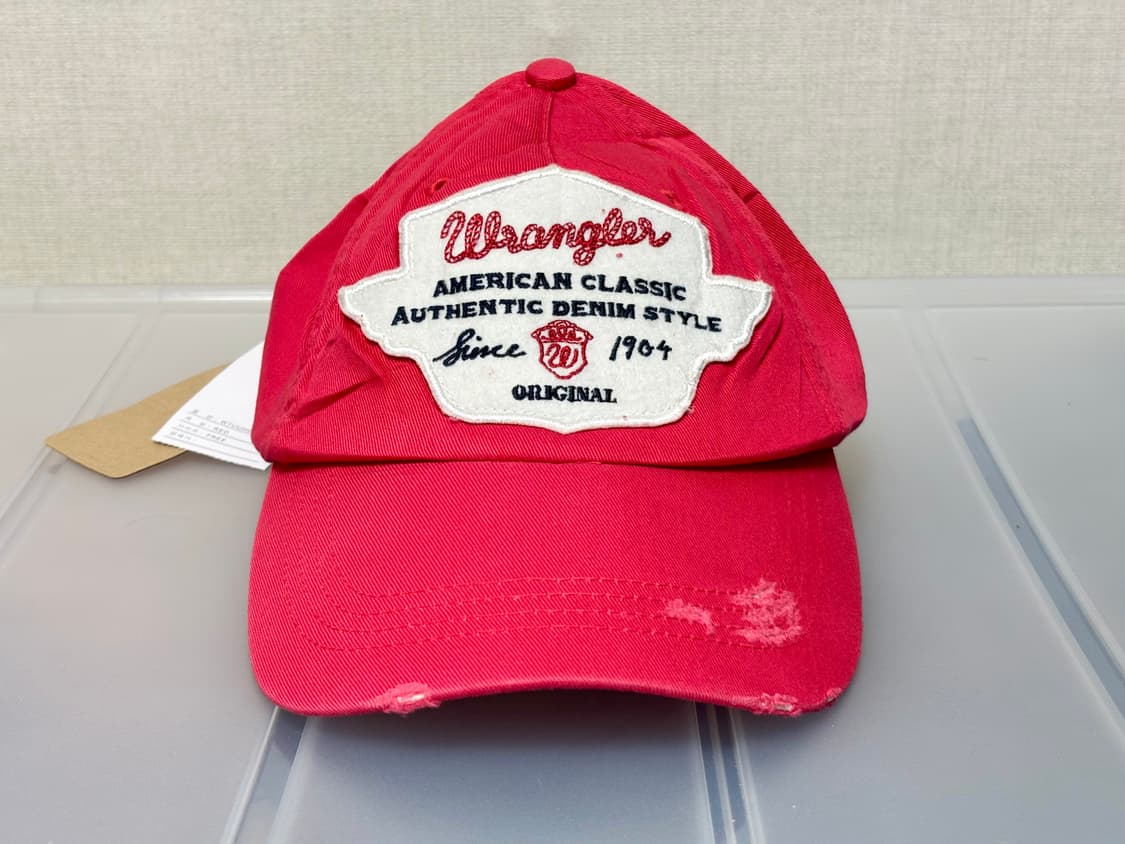 Wrangler
AMERICAN CLASSIC
AUTHENTIC DENIM STYLE
Since W 1904
ORIGINAL